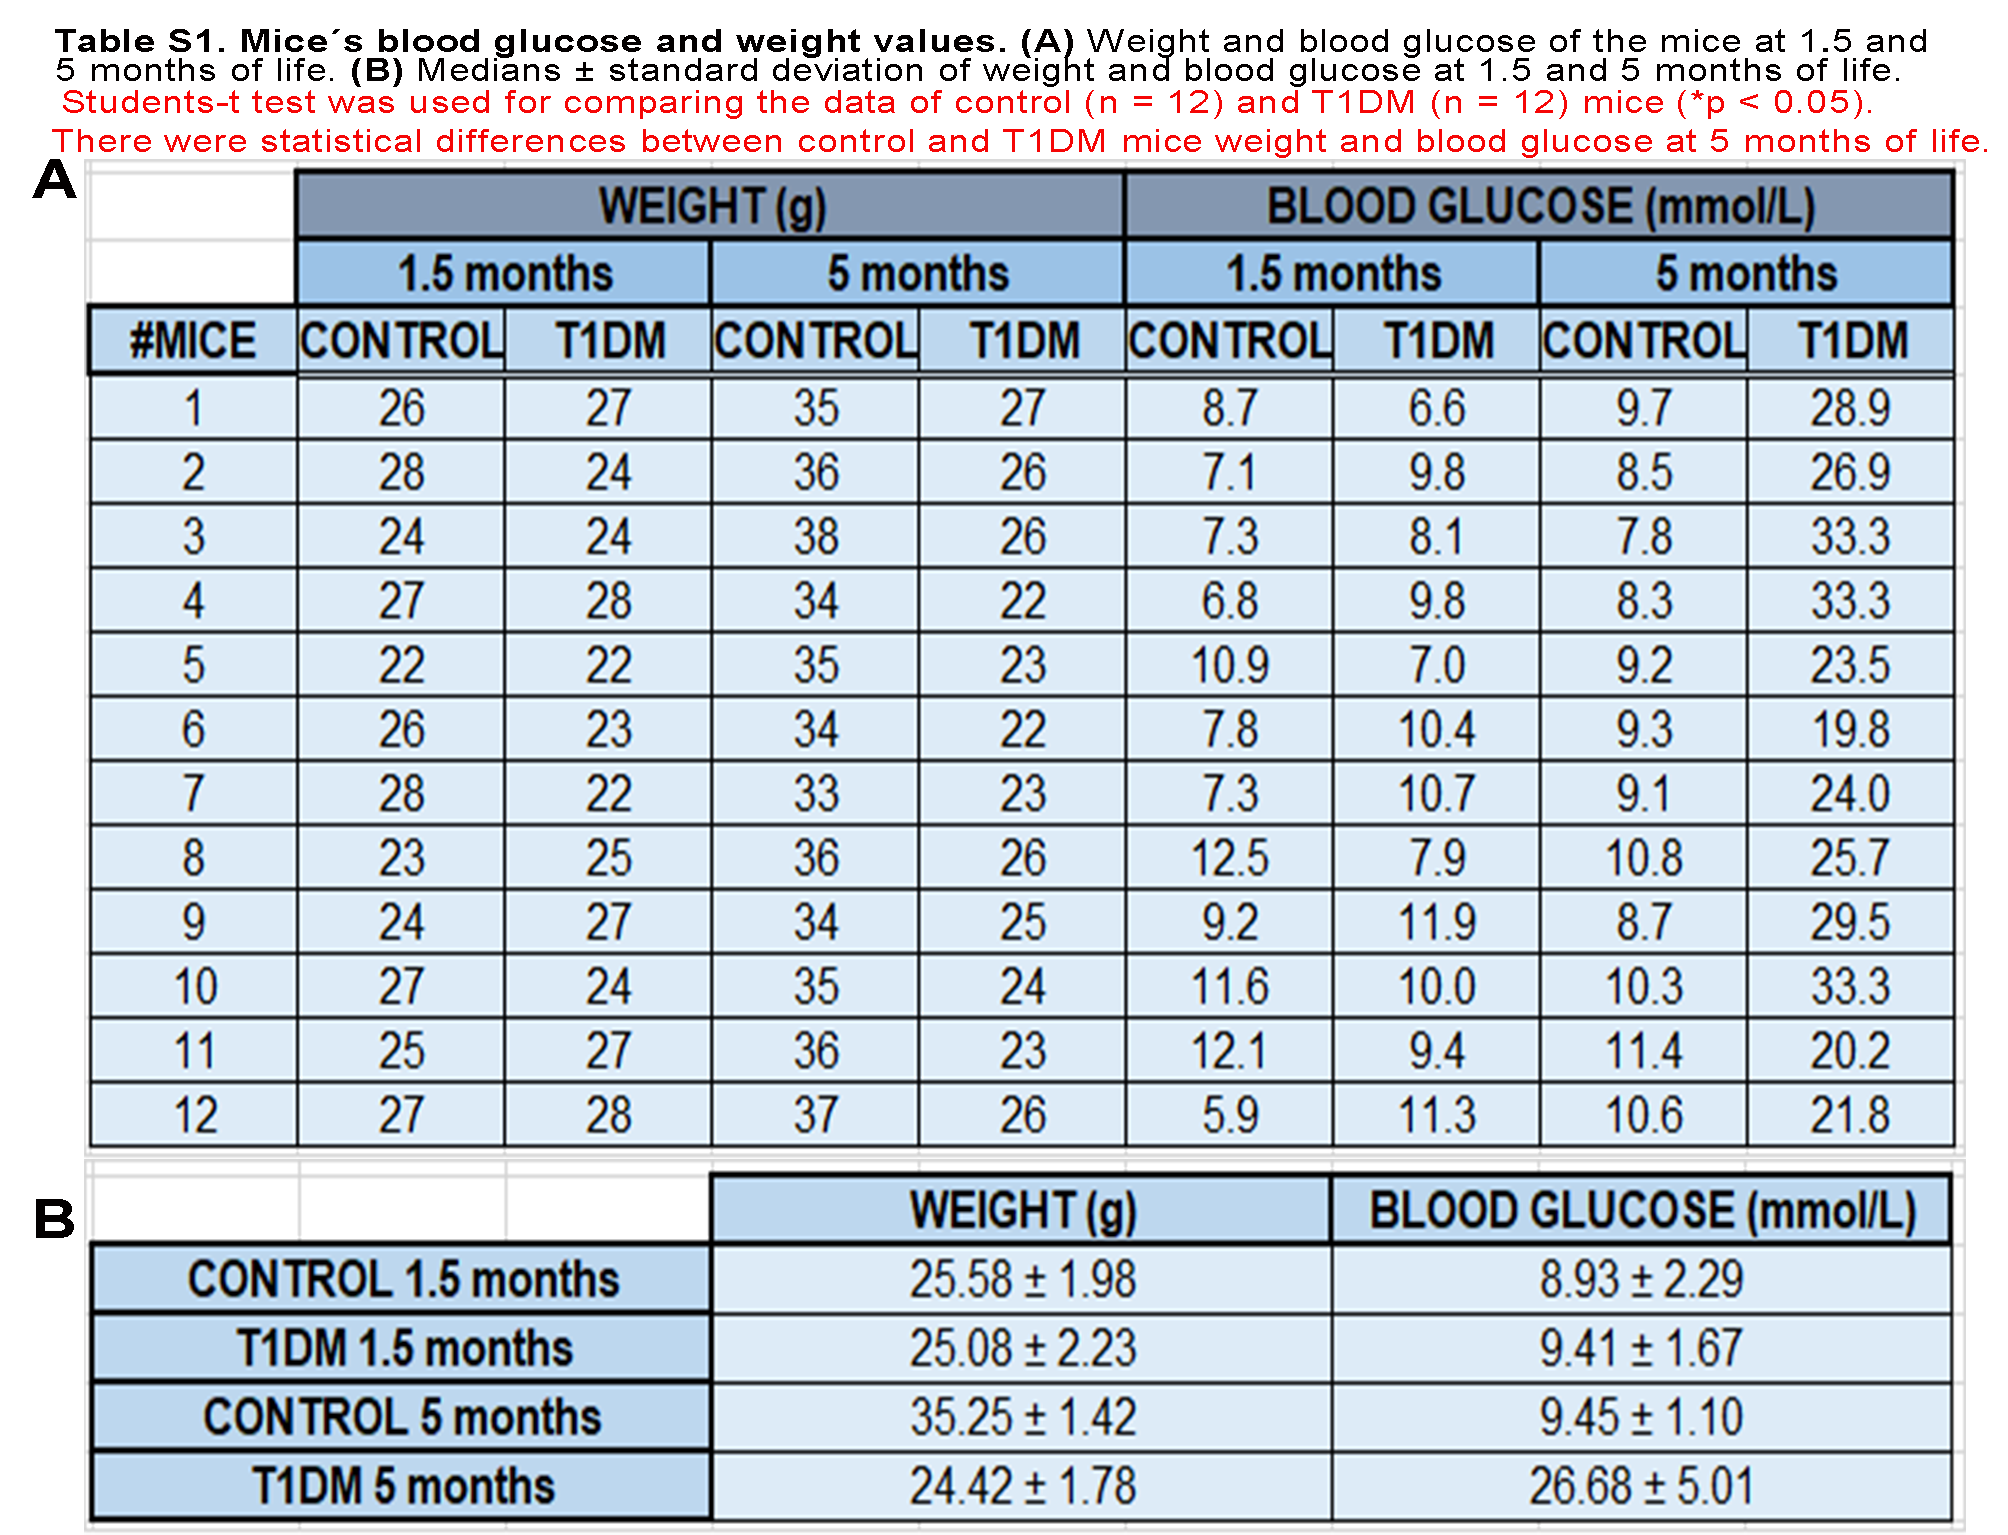 Table S1. Mice´s blood glucose and weight values. (A) Weight and blood glucose of the mice at 1.5 and
5 months of life. (B) Medians ± standard deviation of weight and blood glucose at 1.5 and 5 months of life.
Students-t test was used for comparing the data of control (n = 12) and T1DM (n = 12) mice (*p < 0.05).
There were statistical differences between control and T1DM mice weight and blood glucose at 5 months of life.
A
WEIGHT (g) BLOOD GLUCOSE (mmol/L)
1.5 months 5 months 1.5 months 5 months
#MICE CONTROL T1DM CONTROL T1DM CONTROL T1DM CONTROL T1DM
1 26 27 35 27 8.7 6.6 9.7 28.9
2 28 24 36 26 7.1 9.8 8.5 26.9
3 24 24 38 26 7.3 8.1 7.8 33.3
4 27 28 34 22 6.8 9.8 8.3 33.3
5 22 22 35 23 10.9 7.0 9.2 23.5
6 26 23 34 22 7.8 10.4 9.3 19.8
7 28 22 33 23 7.3 10.7 9.1 24.0
8 23 25 36 26 12.5 7.9 10.8 25.7
9 24 27 34 25 9.2 11.9 8.7 29.5
10 27 24 35 24 11.6 10.0 10.3 33.3
11 25 27 36 23 12.1 9.4 11.4 20.2
12 27 28 37 26 5.9 11.3 10.6 21.8
B
WEIGHT (g) BLOOD GLUCOSE (mmol/L)
CONTROL 1.5 months 25.58 ± 1.98 8.93 ± 2.29
T1DM 1.5 months 25.08 ± 2.23 9.41 ± 1.67
CONTROL 5 months 35.25 ± 1.42 9.45 ± 1.10
T1DM 5 months 24.42 ± 1.78 26.68 ± 5.01